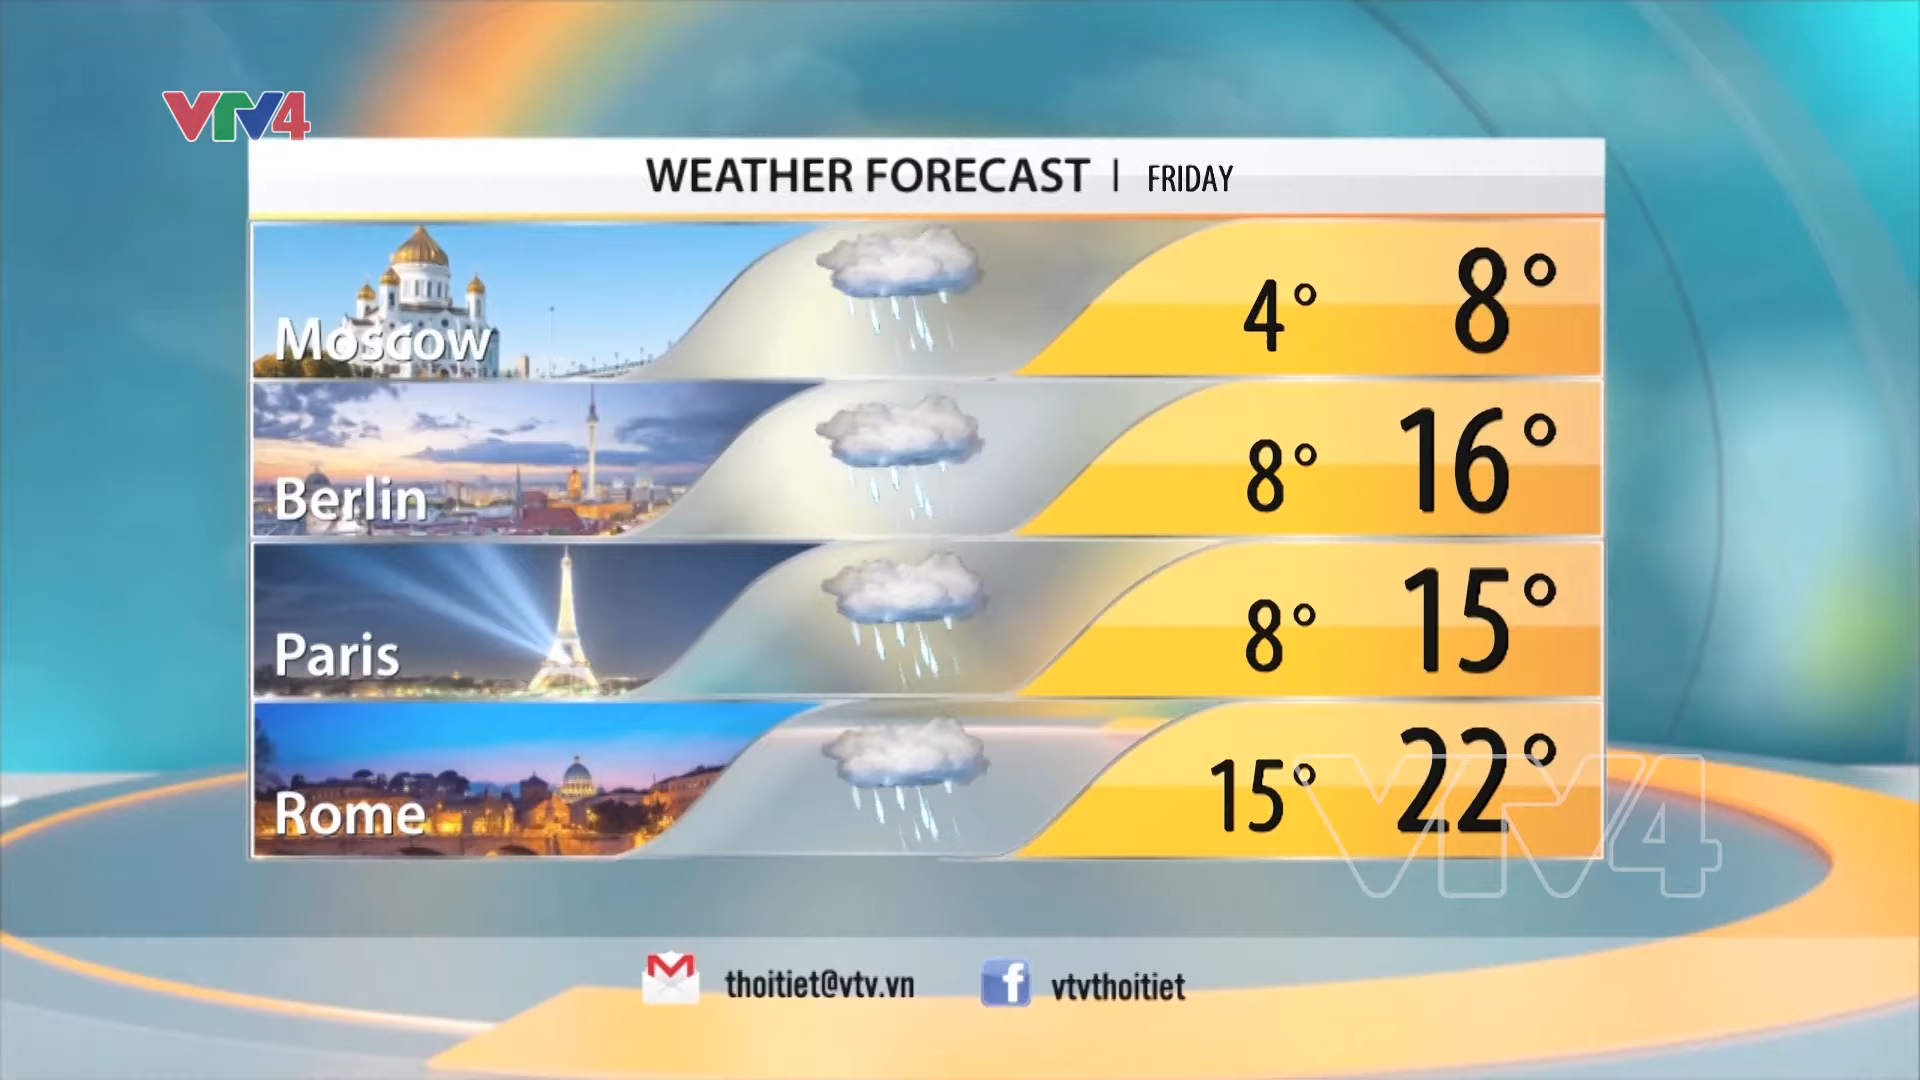 VTV4
WEATHER FORECAST | FRIDAY
Moscow 4° 8°
Berlin 8° 16°
Paris 8° 15°
Rome 15° 22°
VTV4
thoitiet@vtv.vn vtvthoitiet